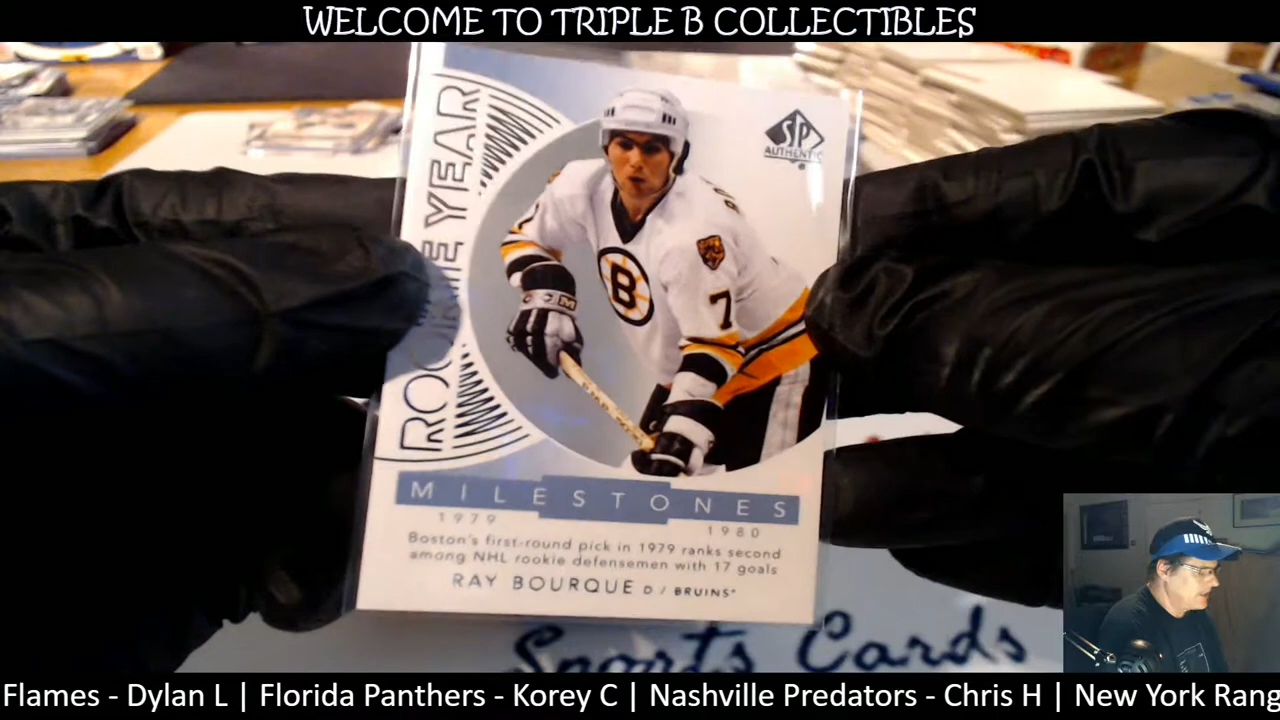 WELCOME TO TRIPLE B COLLECTIBLES
SP
AUTHENTIC
B
7
MILESTONES
1979
1980
Boston's first-round pick in 1979 ranks second
among NHL rookie defensemen with 17 goals
RAY BOURQUE D / BRUINS
YEAR
Sports Cards
Flames - Dylan L | Florida Panthers - Korey C | Nashville Predators - Chris H | New York Rang